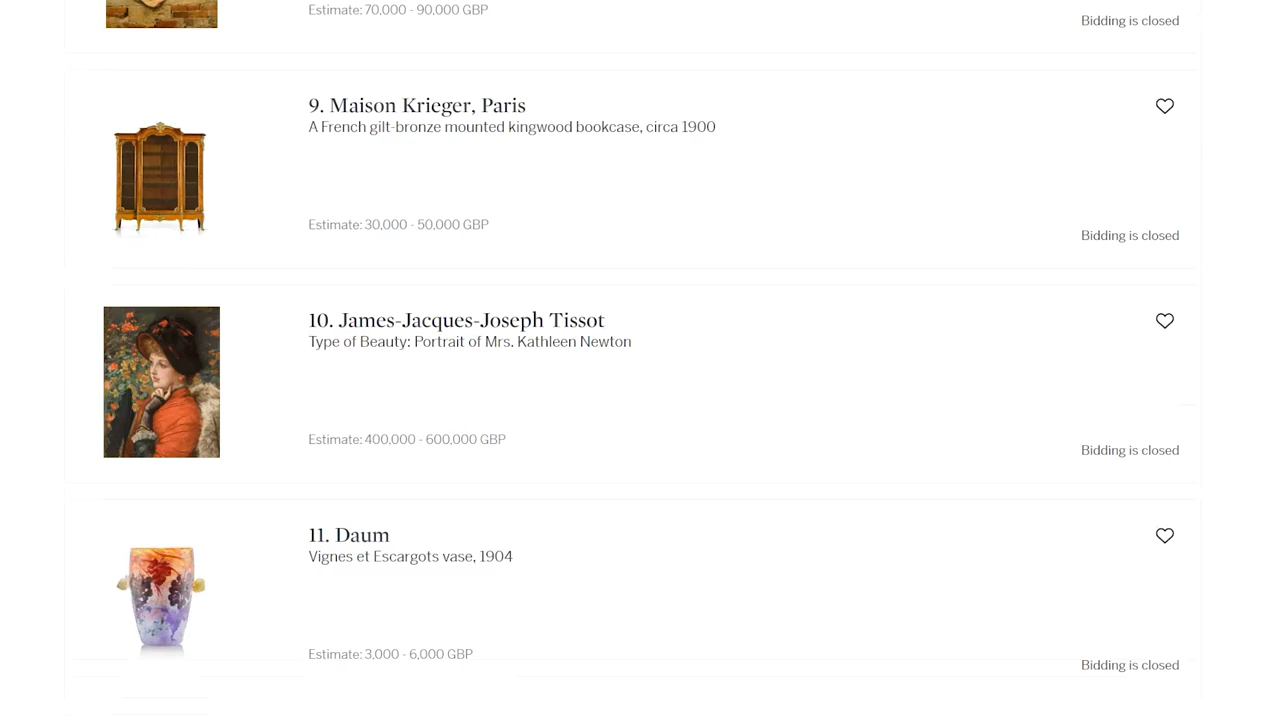 Estimate: 70,000 - 90,000 GBP
Bidding is closed
9. Maison Krieger, Paris
A French gilt-bronze mounted kingwood bookcase, circa 1900
Estimate: 30,000 - 50,000 GBP
Bidding is closed
10. James-Jacques-Joseph Tissot
Type of Beauty: Portrait of Mrs. Kathleen Newton
Estimate: 400,000 - 600,000 GBP
Bidding is closed
11. Daum
Vignes et Escargots vase, 1904
Estimate: 3,000 - 6,000 GBP
Bidding is closed